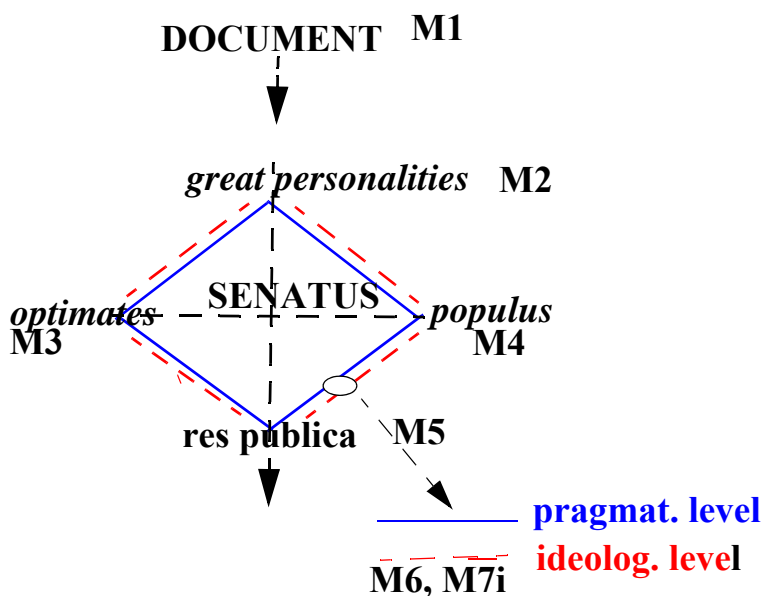 DOCUMENT M1
great personalities M2
SENATUS
optimates populus
M3 M4
res publica M5
pragmat. level
ideolog. level
M6, M7i